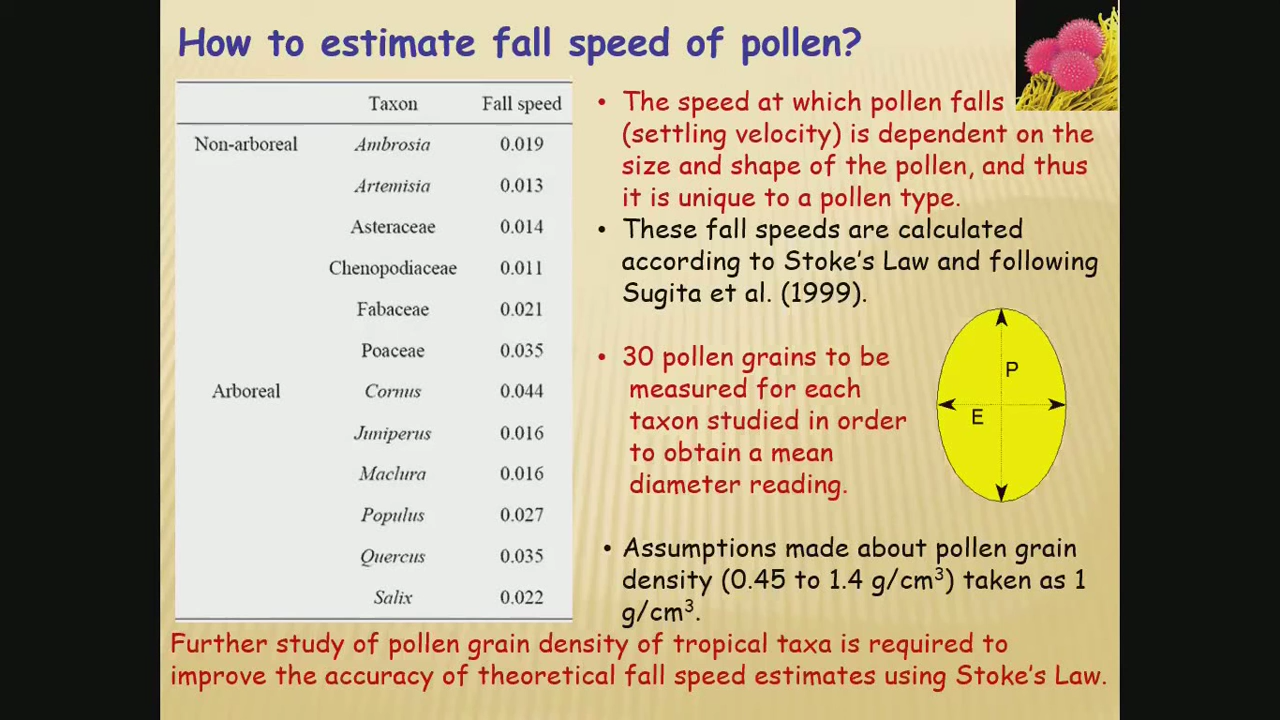 How to estimate fall speed of pollen?
Taxon Fall speed
Non-arboreal Ambrosia 0.019
Artemisia 0.013
Asteraceae 0.014
Chenopodiaceae 0.011
Fabaceae 0.021
Poaceae 0.035
Arboreal Cornus 0.044
Juniperus 0.016
Maclura 0.016
Populus 0.027
Quercus 0.035
Salix 0.022
• The speed at which pollen falls
(settling velocity) is dependent on the
size and shape of the pollen, and thus
it is unique to a pollen type.
• These fall speeds are calculated
according to Stoke’s Law and following
Sugita et al. (1999).
• 30 pollen grains to be
measured for each
taxon studied in order
to obtain a mean
diameter reading.
P
E
• Assumptions made about pollen grain
density (0.45 to 1.4 g/cm³) taken as 1
g/cm³.
Further study of pollen grain density of tropical taxa is required to
improve the accuracy of theoretical fall speed estimates using Stoke’s Law.